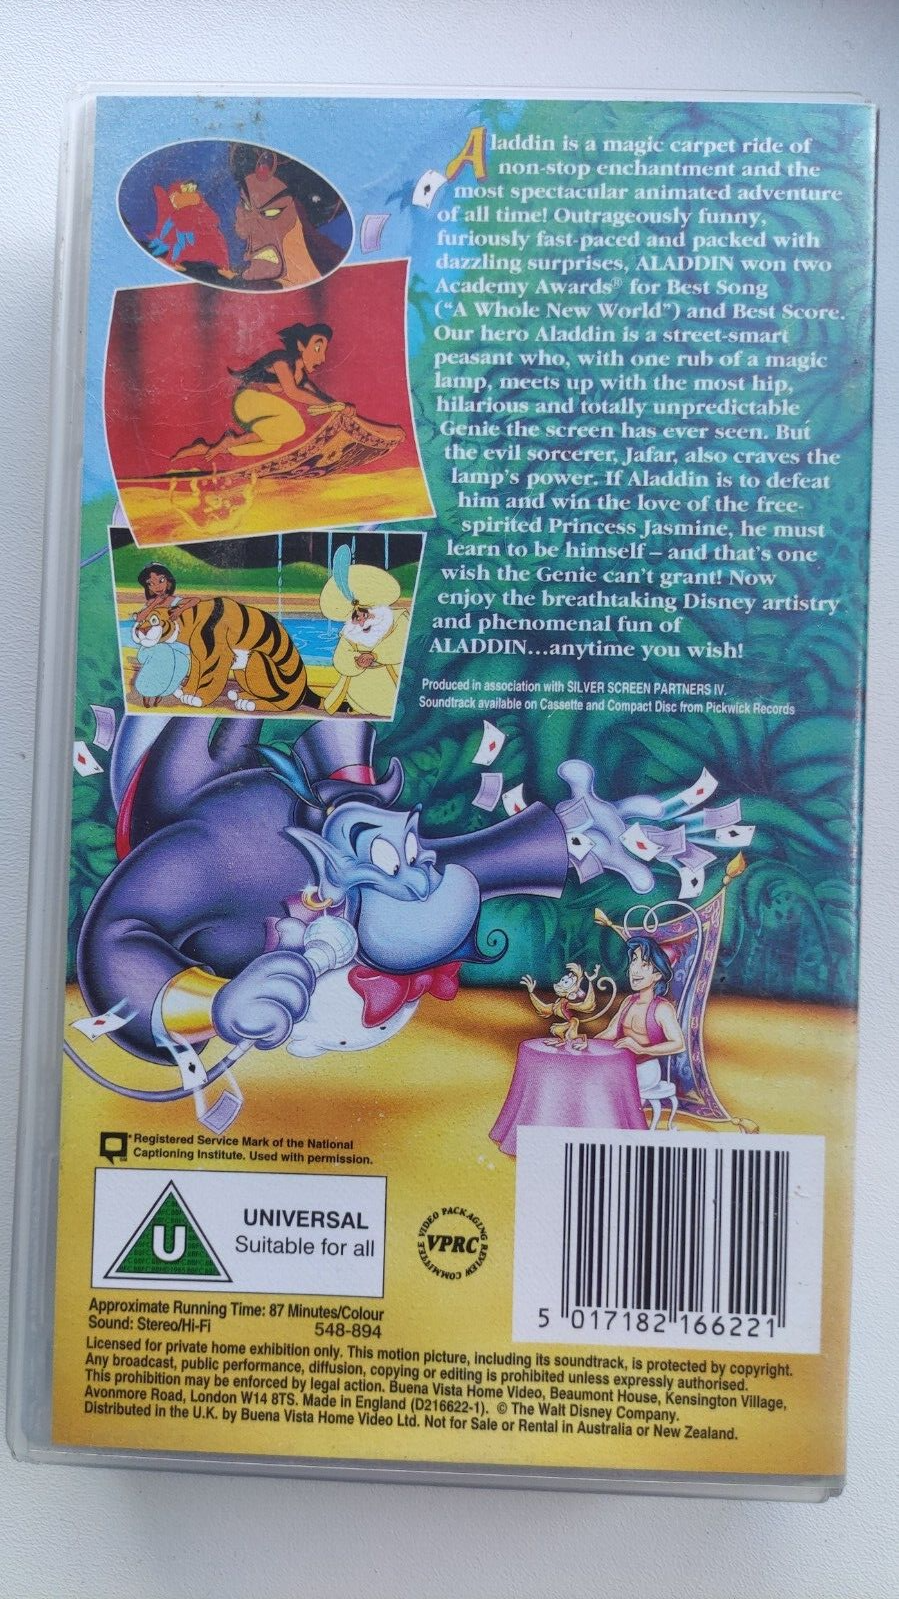 Aladdin is a magic carpet ride of
non-stop enchantment and the
most spectacular animated adventure
of all time! Outrageously funny,
furiously fast-paced and packed with
dazzling surprises, ALADDIN won two
Academy Awards® for Best Song
(“A Whole New World”) and Best Score.
Our hero Aladdin is a street-smart
peasant who, with one rub of a magic
lamp, meets up with the most hip,
hilarious and totally unpredictable
Genie the screen has ever seen. But
the evil sorcerer, Jafar, also craves the
lamp's power. If Aladdin is to defeat
him and win the love of the free-
spirited Princess Jasmine, he must
learn to be himself – and that's one
wish the Genie can't grant! Now
enjoy the breathtaking Disney artistry
and phenomenal fun of
ALADDIN...anytime you wish!
Produced in association with SILVER SCREEN PARTNERS IV.
Soundtrack available on Cassette and Compact Disc from Pickwick Records
*Registered Service Mark of the National
Captioning Institute. Used with permission.
U
UNIVERSAL
Suitable for all
VIDEO PACKAGING REVIEW COMMITTEE
VPRC
5 017182 166221
Approximate Running Time: 87 Minutes/Colour
Sound: Stereo/Hi-Fi 548-894
Licensed for private home exhibition only. This motion picture, including its soundtrack, is protected by copyright.
Any broadcast, public performance, diffusion, copying or editing is prohibited unless expressly authorised.
This prohibition may be enforced by legal action. Buena Vista Home Video, Beaumont House, Kensington Village,
Avonmore Road, London W14 8TS. Made in England (D216622-1). © The Walt Disney Company.
Distributed in the U.K. by Buena Vista Home Video Ltd. Not for Sale or Rental in Australia or New Zealand.